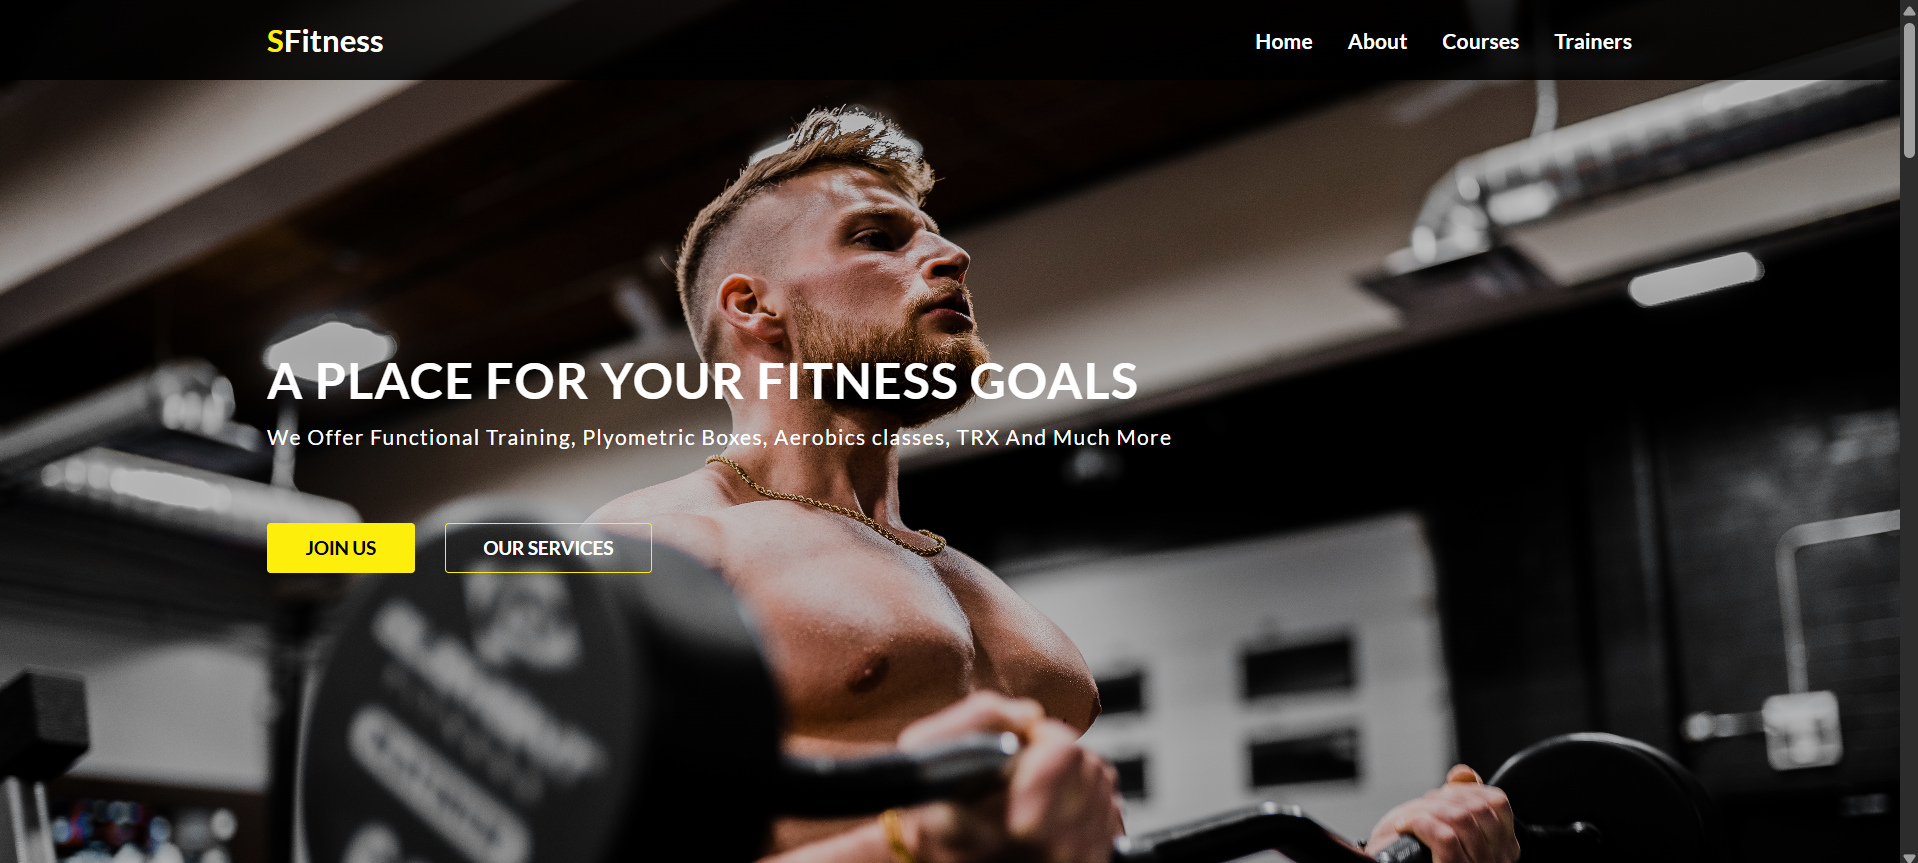 SFitness
Home About Courses Trainers
A PLACE FOR YOUR FITNESS GOALS
We Offer Functional Training, Plyometric Boxes, Aerobics classes, TRX And Much More
JOIN US OUR SERVICES